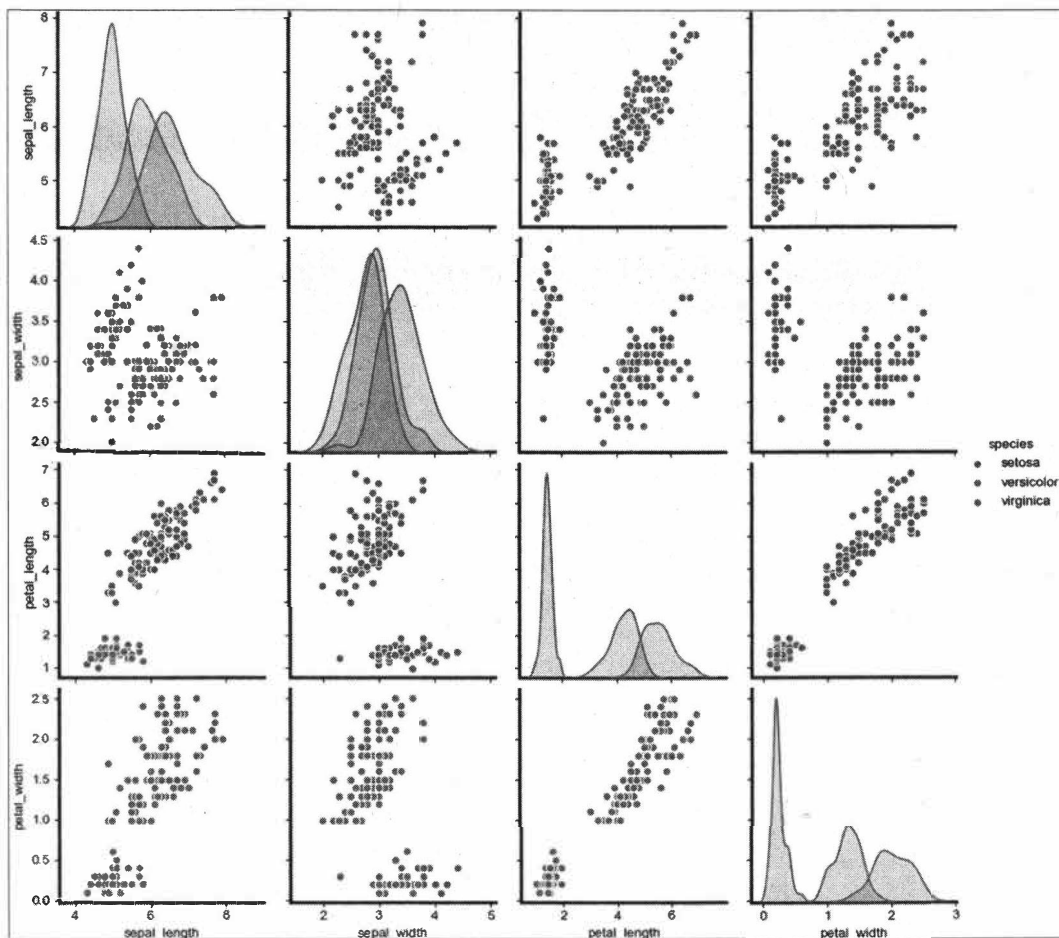 8
7
6
5
sepal_length
4.5
4.0
3.5
3.0
2.5
2.0
sepal_width
species
setosa
versicolor
virginica
7
6
5
4
3
2
1
petal_length
2.5
2.0
1.5
1.0
0.5
0.0
petal_width
4 6 8
sepal_length
2 3 4 5
sepal_width
2 4 6
petal_length
0 1 2 3
petal_width